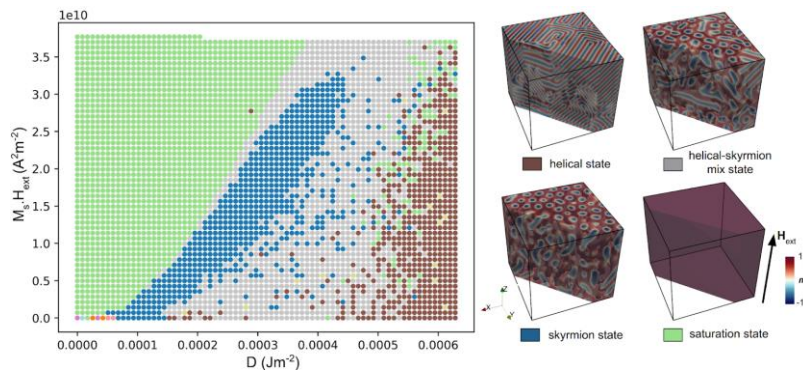 1e10
3.5
3.0
2.5
2.0
1.5
1.0
0.5
0.0
Ms.Hext (A²m⁻²)
0.0000 0.0001 0.0002 0.0003 0.0004 0.0005 0.0006
D (Jm⁻²)
helical state
helical-skyrmion
mix state
skyrmion state
saturation state
Hext
1
-1
X
Y
Z